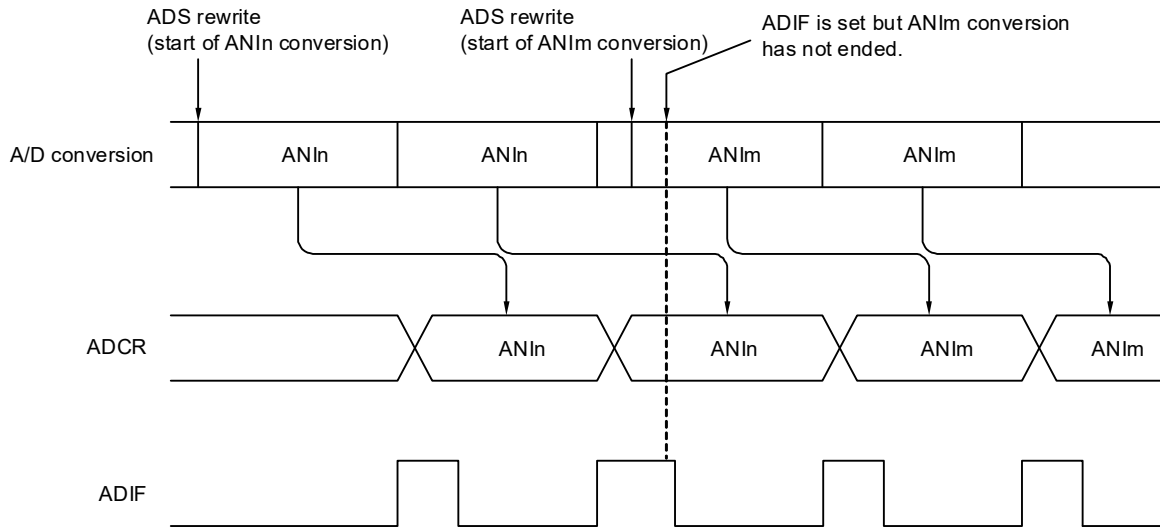 ADS rewrite
(start of ANIn conversion)
ADS rewrite
(start of ANIm conversion)
ADIF is set but ANIm conversion
has not ended.
A/D conversion
ANIn
ANIn
ANIm
ANIm
ADCR
ANIn
ANIn
ANIm
ANIm
ADIF